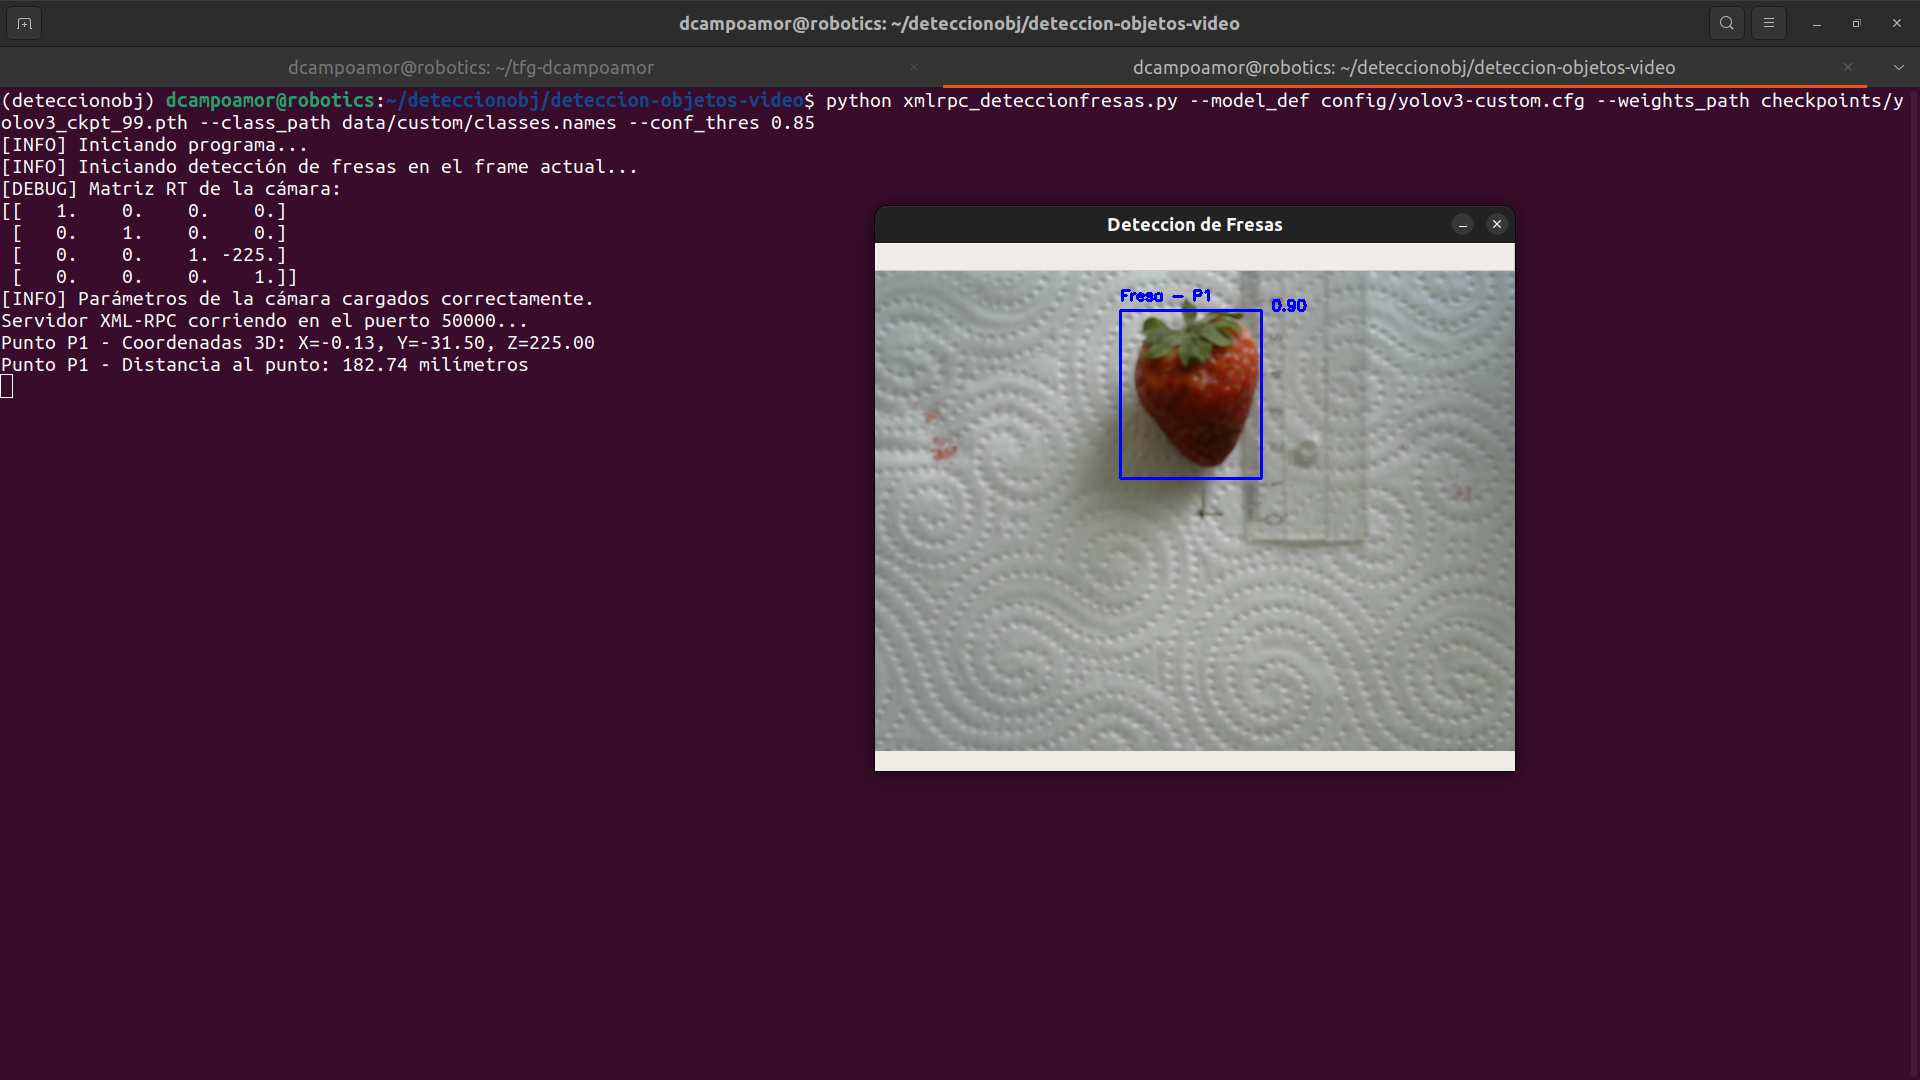 dcampoamor@robotics: ~/deteccionobj/deteccion-objetos-video
dcampoamor@robotics: ~/tfg-dcampoamor
dcampoamor@robotics: ~/deteccionobj/deteccion-objetos-video
(deteccionobj) dcampoamor@robotics:~/deteccionobj/deteccion-objetos-video$ python xmlrpc_deteccionfresas.py --model_def config/yolov3-custom.cfg --weights_path checkpoints/y
olov3_ckpt_99.pth --class_path data/custom/classes.names --conf_thres 0.85
[INFO] Iniciando programa...
[INFO] Iniciando detección de fresas en el frame actual...
[DEBUG] Matriz RT de la cámara:
[[   1.    0.    0.    0.]
 [   0.    1.    0.    0.]
 [   0.    0.    1. -225.]
 [   0.    0.    0.    1.]]
[INFO] Parámetros de la cámara cargados correctamente.
Servidor XML-RPC corriendo en el puerto 50000...
Punto P1 - Coordenadas 3D: X=-0.13, Y=-31.50, Z=225.00
Punto P1 - Distancia al punto: 182.74 milímetros
Deteccion de Fresas
Fresa - P1
0.90